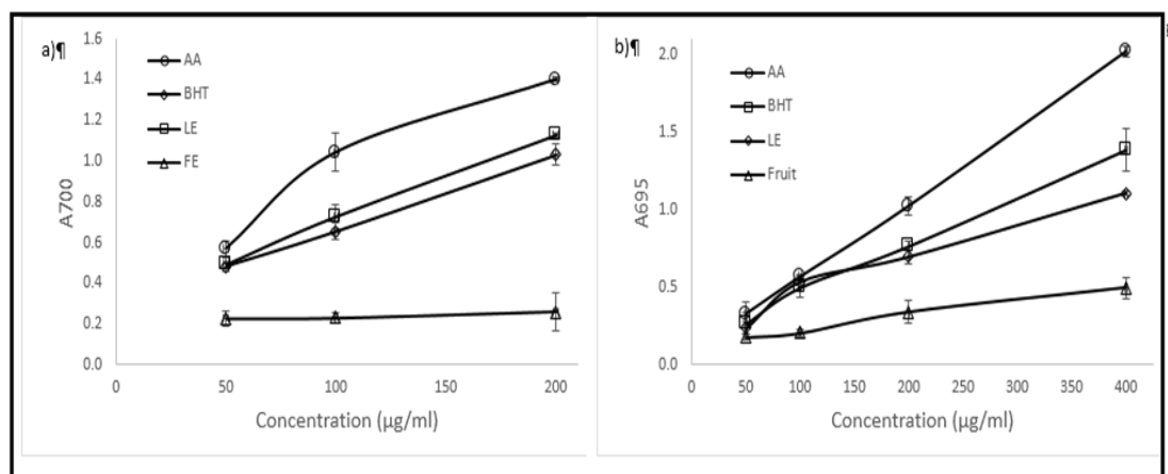 a)¶
1.6
1.4
1.2
1.0
0.8
0.6
0.4
0.2
0.0
A700
AA
BHT
LE
FE
0 50 100 150 200
Concentration (µg/ml)
b)¶
2.0
1.5
1.0
0.5
0.0
A695
AA
BHT
LE
Fruit
0 50 100 150 200 250 300 350 400
Concentration (µg/ml)